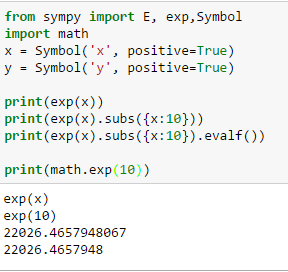 from sympy import E, exp,Symbol
import math
x = Symbol('x', positive=True)
y = Symbol('y', positive=True)
print(exp(x))
print(exp(x).subs({x:10}))
print(exp(x).subs({x:10}).evalf())
print(math.exp(10))
exp(x)
exp(10)
22026.4657948067
22026.4657948